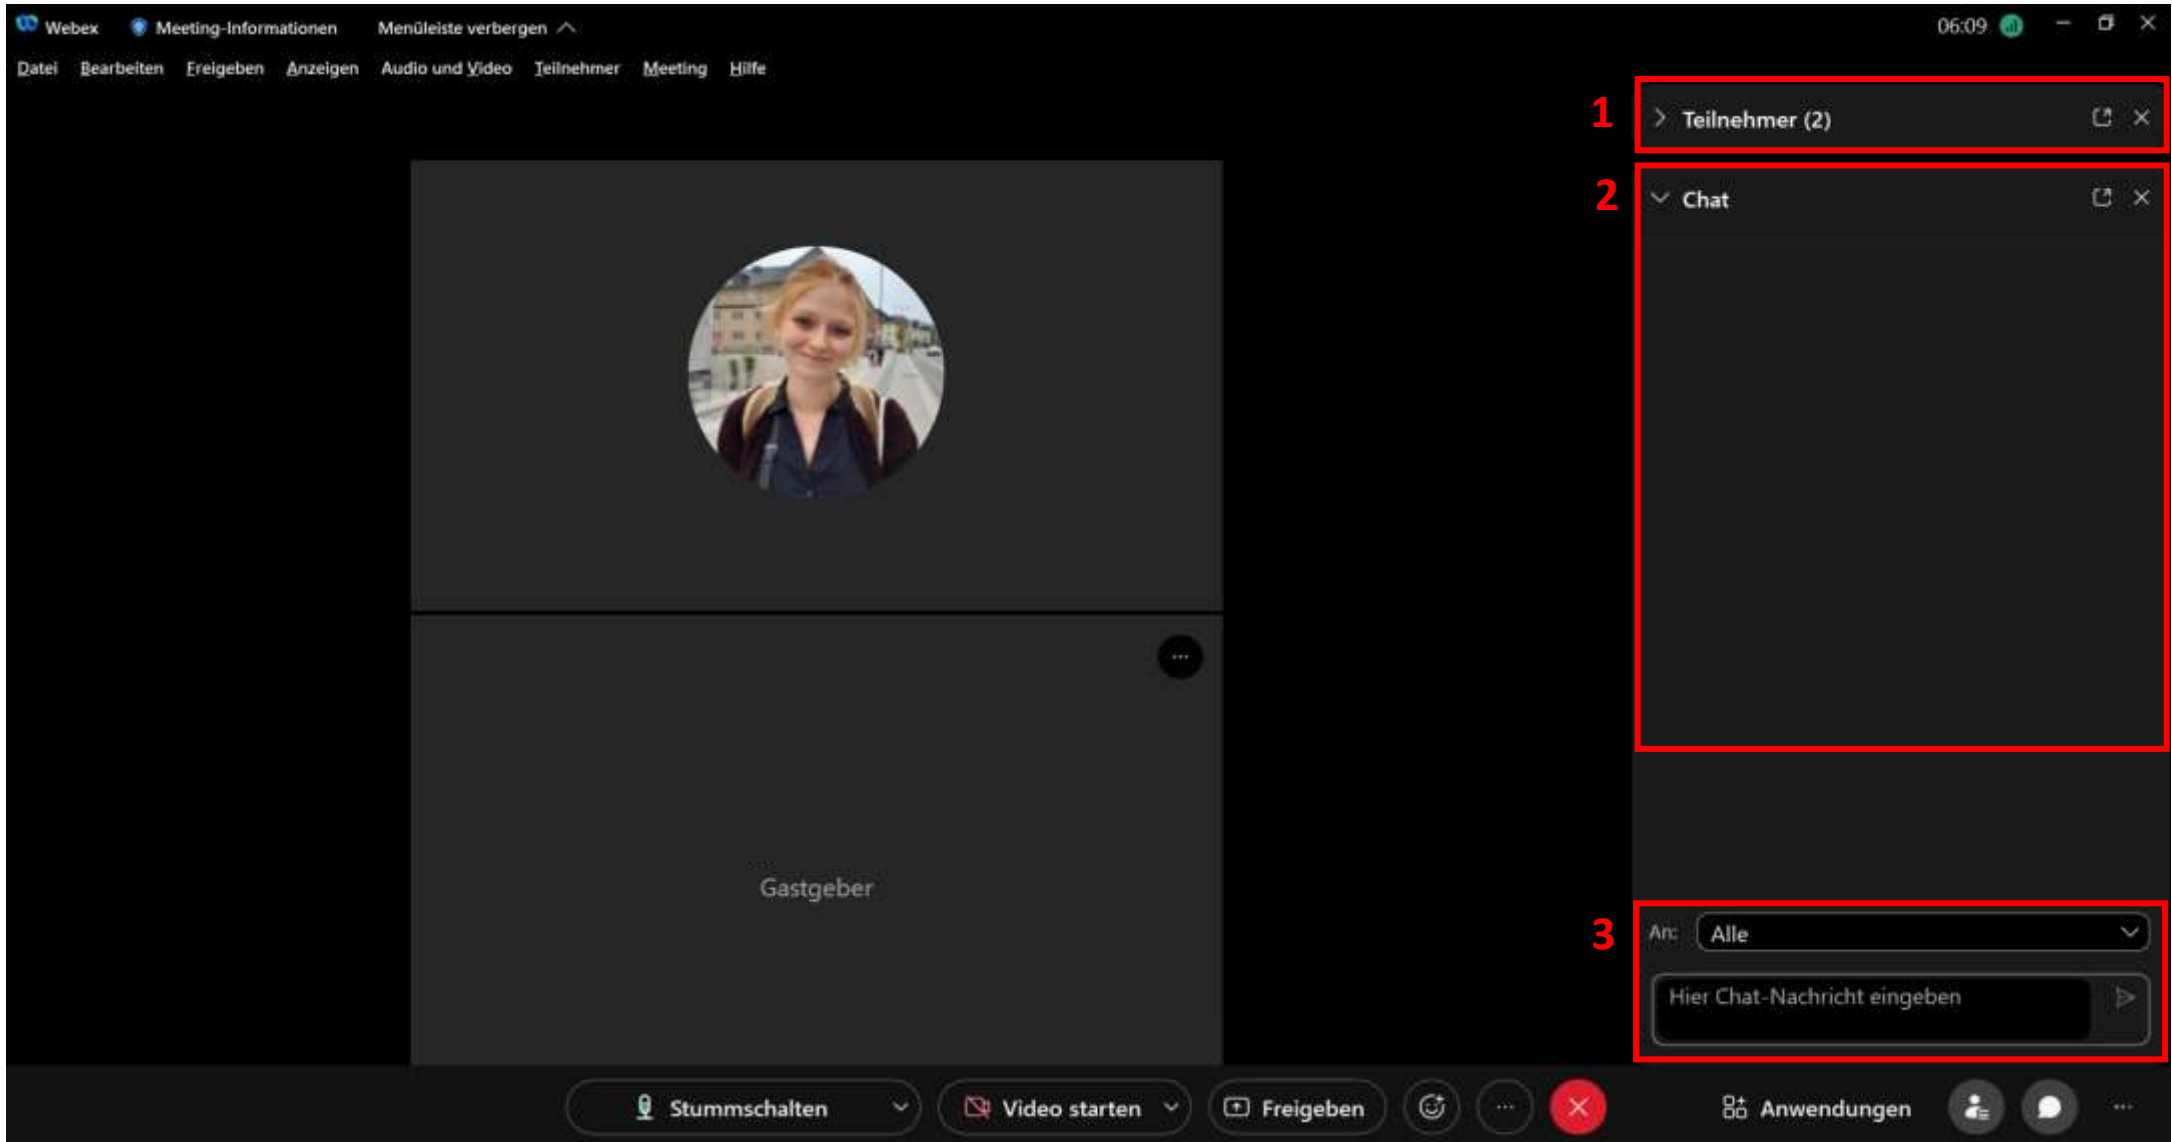 Webex Meeting-Informationen Menüleiste verbergen 06:09
Datei Bearbeiten Freigeben Anzeigen Audio und Video Teilnehmer Meeting Hilfe
1 Teilnehmer (2)
2 Chat
Gastgeber
3 An: Alle
Hier Chat-Nachricht eingeben
Stummschalten Video starten Freigeben Anwendungen